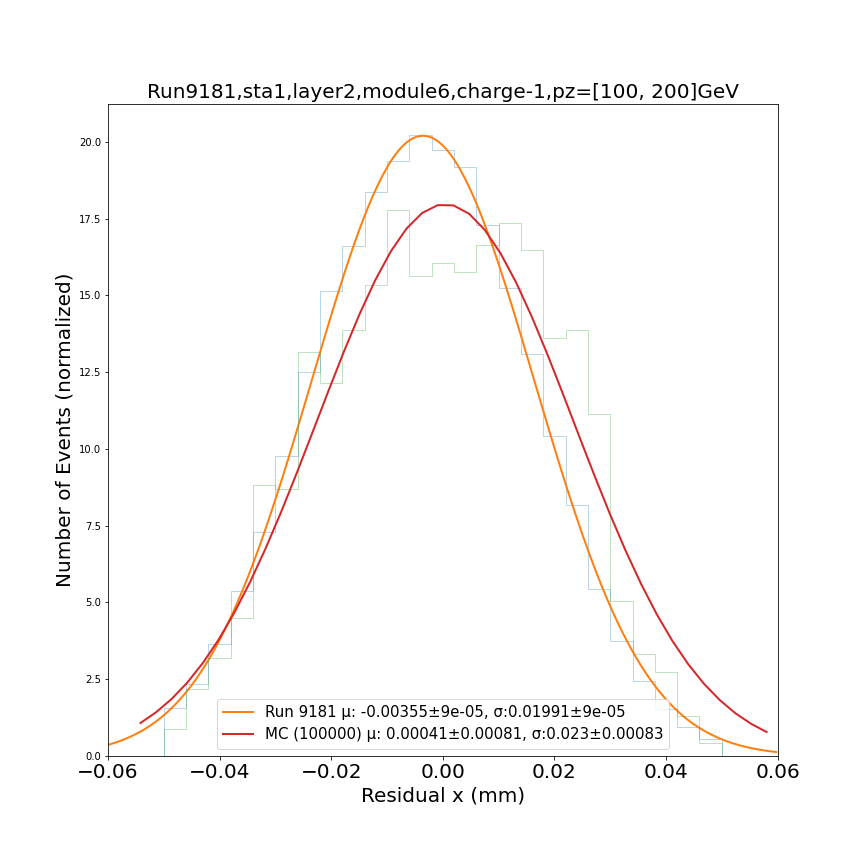 Run9181,sta1,layer2,module6,charge-1,pz=[100, 200]GeV
Number of Events (normalized)
20.0
17.5
15.0
12.5
10.0
7.5
5.0
2.5
0.0
Run 9181 μ: -0.00355±9e-05, σ:0.01991±9e-05
MC (100000) μ: 0.00041±0.00081, σ:0.023±0.00083
−0.06 −0.04 −0.02 0.00 0.02 0.04 0.06
Residual x (mm)